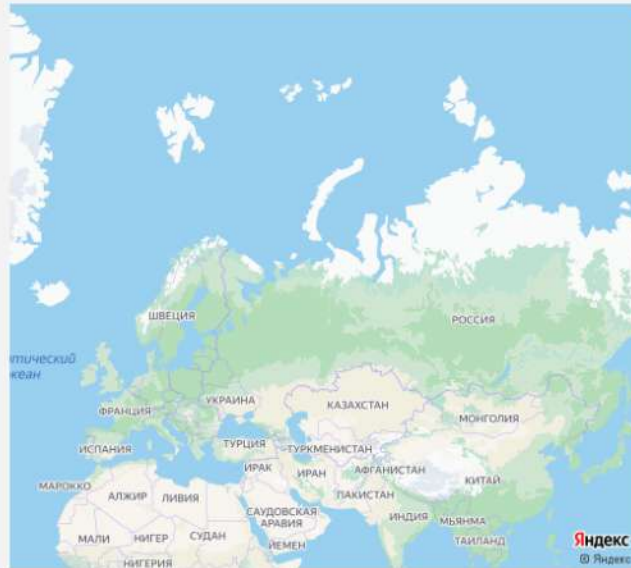 ШВЕЦИЯ
РОССИЯ
тический
океан
УКРАИНА
КАЗАХСТАН
ФРАНЦИЯ
МОНГОЛИЯ
ИСПАНИЯ
ТУРЦИЯ
ТУРКМЕНИСТАН
ИРАК
ИРАН
АФГАНИСТАН
КИТАЙ
МАРОККО
АЛЖИР
ЛИВИЯ
ПАКИСТАН
САУДОВСКАЯ
АРАВИЯ
ИНДИЯ
МЬЯНМА
МАЛИ
НИГЕР
СУДАН
ЙЕМЕН
ТАИЛАНД
НИГЕРИЯ
Яндекс
© Яндекс